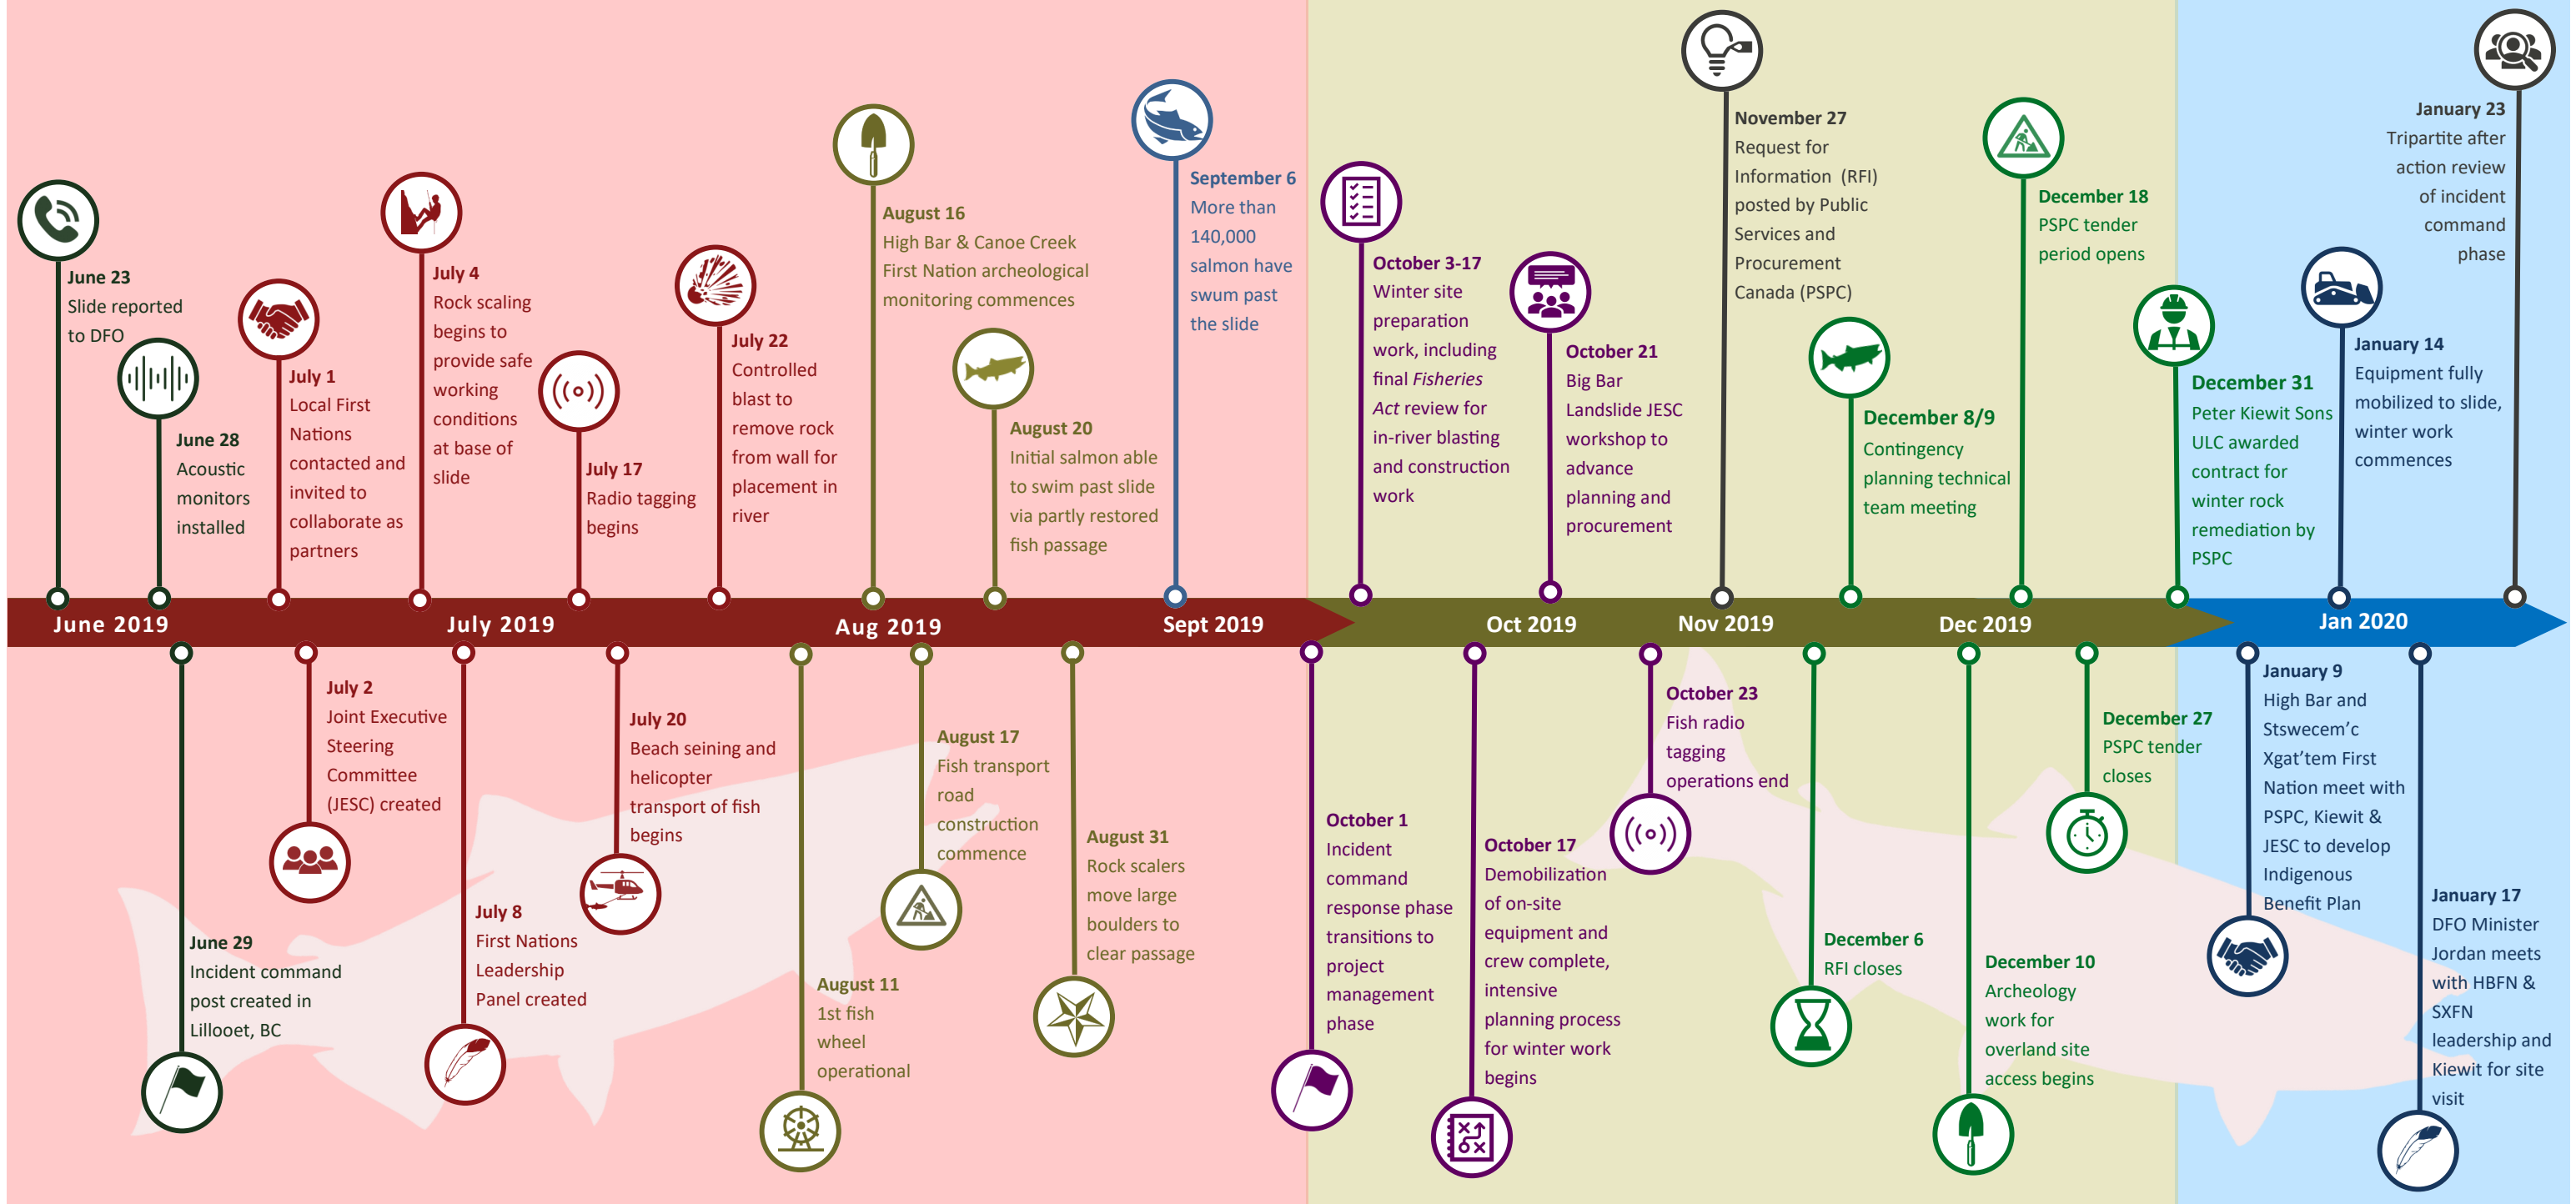 June 23
Slide reported
to DFO
June 28
Acoustic
monitors
installed
July 1
Local First
Nations
contacted and
invited to
collaborate as
partners
July 4
Rock scaling
begins to
provide safe
working
conditions
at base of
slide
July 17
Radio tagging
begins
July 22
Controlled
blast to
remove rock
from wall for
placement in
river
August 16
High Bar & Canoe Creek
First Nation archeological
monitoring commences
August 20
Initial salmon able
to swim past slide
via partly restored
fish passage
September 6
More than
140,000
salmon have
swum past
the slide
October 3-17
Winter site
preparation
work, including
final Fisheries
Act review for
in-river blasting
and construction
work
October 21
Big Bar
Landslide JESC
workshop to
advance
planning and
procurement
November 27
Request for
Information (RFI)
posted by Public
Services and
Procurement
Canada (PSPC)
December 8/9
Contingency
planning technical
team meeting
December 18
PSPC tender
period opens
December 31
Peter Kiewit Sons
ULC awarded
contract for
winter rock
remediation by
PSPC
January 14
Equipment fully
mobilized to slide,
winter work
commences
January 23
Tripartite after
action review
of incident
command
phase
June 2019
July 2019
Aug 2019
Sept 2019
Oct 2019
Nov 2019
Dec 2019
Jan 2020
June 29
Incident command
post created in
Lillooet, BC
July 2
Joint Executive
Steering
Committee
(JESC) created
July 8
First Nations
Leadership
Panel created
July 20
Beach seining and
helicopter
transport of fish
begins
August 11
1st fish
wheel
operational
August 17
Fish transport
road
construction
commence
August 31
Rock scalers
move large
boulders to
clear passage
October 1
Incident
command
response phase
transitions to
project
management
phase
October 17
Demobilization
of on-site
equipment and
crew complete,
intensive
planning process
for winter work
begins
October 23
Fish radio
tagging
operations end
December 6
RFI closes
December 10
Archeology
work for
overland site
access begins
December 27
PSPC tender
closes
January 9
High Bar and
Stswecem’c
Xgat’tem First
Nation meet with
PSPC, Kiewit &
JESC to develop
Indigenous
Benefit Plan
January 17
DFO Minister
Jordan meets
with HBFN &
SXFN
leadership and
Kiewit for site
visit